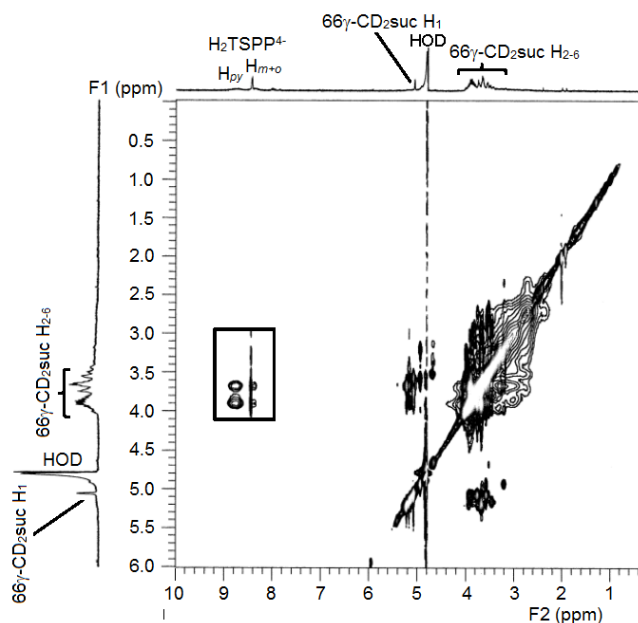 66γ-CD₂suc H₁
HOD
H₂TSPP⁴⁻
66γ-CD₂suc H₂₋₆
Hpy Hm+o
F1 (ppm)
0.5
1.0
1.5
2.0
2.5
3.0
3.5
4.0
4.5
5.0
5.5
6.0
66γ-CD₂suc H₂₋₆
HOD
66γ-CD₂suc H₁
10 9 8 7 6 5 4 3 2 1
F2 (ppm)